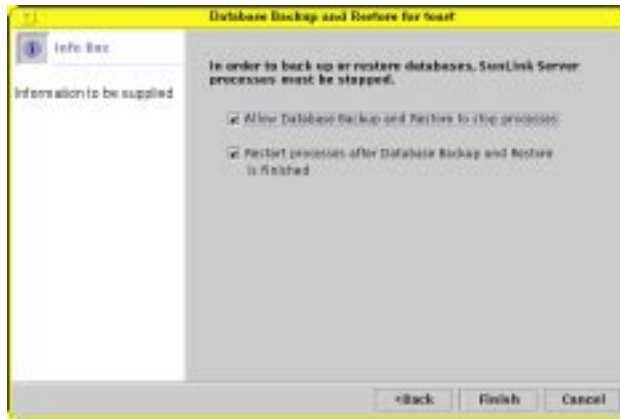 Database Backup and Restore for toast
Info Box
Information to be supplied
In order to back up or restore databases, SunLink Server
processes must be stopped.
Allow Database Backup and Restore to stop processes
Restart processes after Database Backup and Restore
is finished
<Back
Finish
Cancel